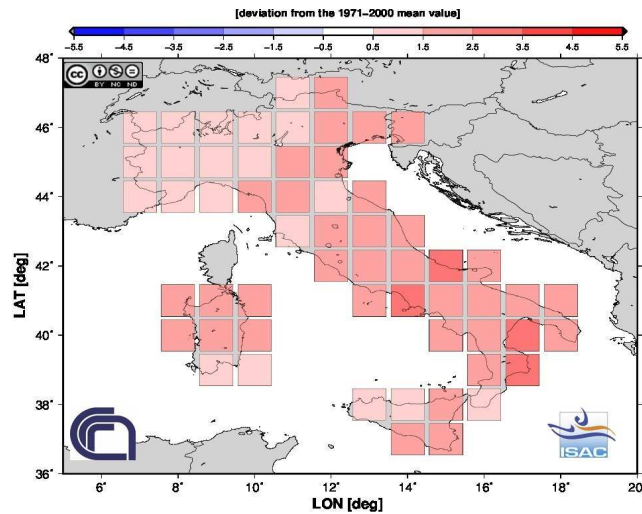 [deviation from the 1971−2000 mean value]
−5.5 −4.5 −3.5 −2.5 −1.5 −0.5 0.5 1.5 2.5 3.5 4.5 5.5
cc BY NC ND
48°
46°
44°
42°
40°
38°
36°
LAT [deg]
ISAC
6° 8° 10° 12° 14° 16° 18° 20°
LON [deg]